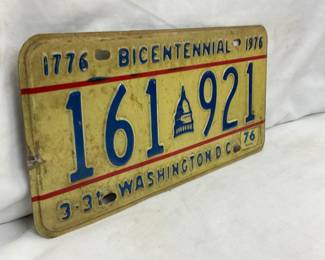 1776 BICENTENNIAL 1976
161 921
76
3-31 WASHINGTON D C